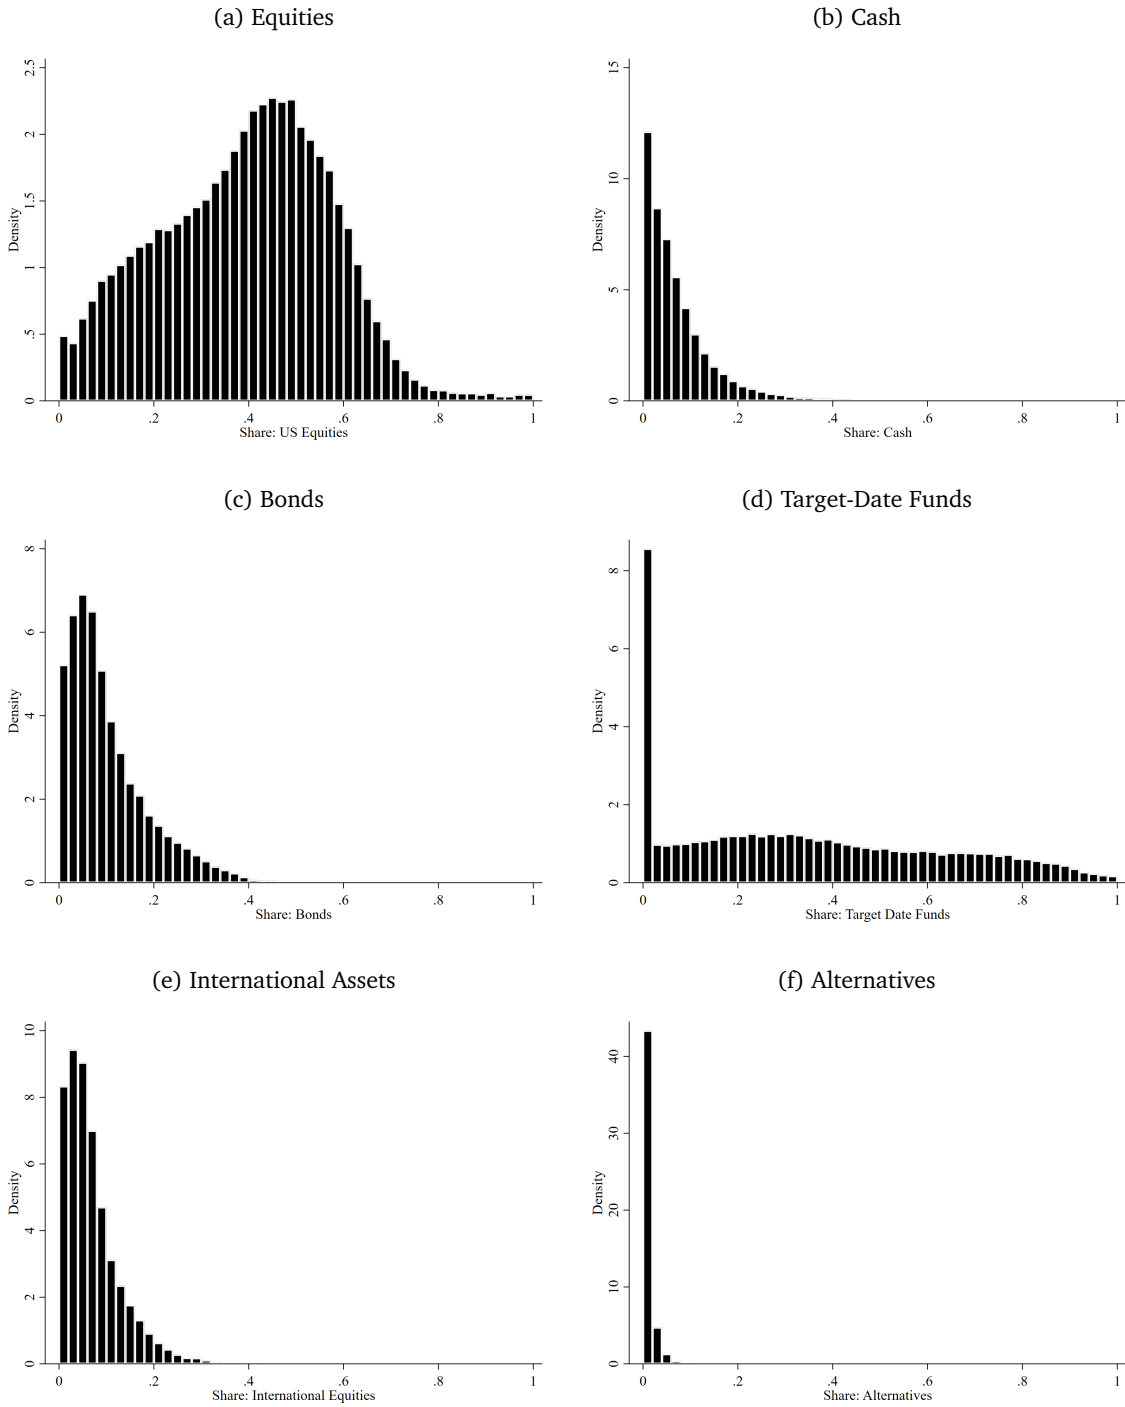 (a) Equities
2.5
2
1.5
1
.5
0
Density
0 .2 .4 .6 .8 1
Share: US Equities
(b) Cash
15
10
5
0
Density
0 .2 .4 .6 .8 1
Share: Cash
(c) Bonds
8
6
4
2
0
Density
0 .2 .4 .6 .8 1
Share: Bonds
(d) Target-Date Funds
8
6
4
2
0
Density
0 .2 .4 .6 .8 1
Share: Target Date Funds
(e) International Assets
10
8
6
4
2
0
Density
0 .2 .4 .6 .8 1
Share: International Equities
(f) Alternatives
40
30
20
10
0
Density
0 .2 .4 .6 .8 1
Share: Alternatives